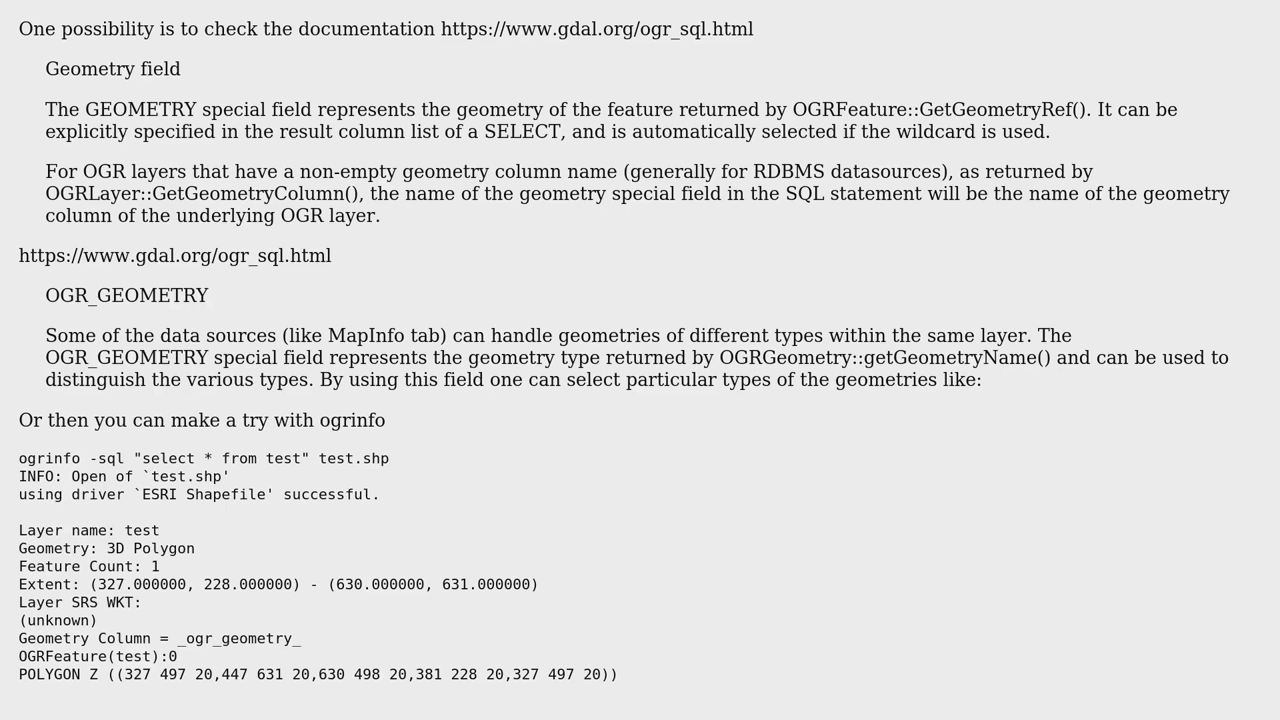 One possibility is to check the documentation https://www.gdal.org/ogr_sql.html
Geometry field
The GEOMETRY special field represents the geometry of the feature returned by OGRFeature::GetGeometryRef(). It can be
explicitly specified in the result column list of a SELECT, and is automatically selected if the wildcard is used.
For OGR layers that have a non-empty geometry column name (generally for RDBMS datasources), as returned by
OGRLayer::GetGeometryColumn(), the name of the geometry special field in the SQL statement will be the name of the geometry
column of the underlying OGR layer.
https://www.gdal.org/ogr_sql.html
OGR_GEOMETRY
Some of the data sources (like MapInfo tab) can handle geometries of different types within the same layer. The
OGR_GEOMETRY special field represents the geometry type returned by OGRGeometry::getGeometryName() and can be used to
distinguish the various types. By using this field one can select particular types of the geometries like:
Or then you can make a try with ogrinfo
ogrinfo -sql "select * from test" test.shp
INFO: Open of `test.shp'
using driver `ESRI Shapefile' successful.
Layer name: test
Geometry: 3D Polygon
Feature Count: 1
Extent: (327.000000, 228.000000) - (630.000000, 631.000000)
Layer SRS WKT:
(unknown)
Geometry Column = _ogr_geometry_
OGRFeature(test):0
POLYGON Z ((327 497 20,447 631 20,630 498 20,381 228 20,327 497 20))